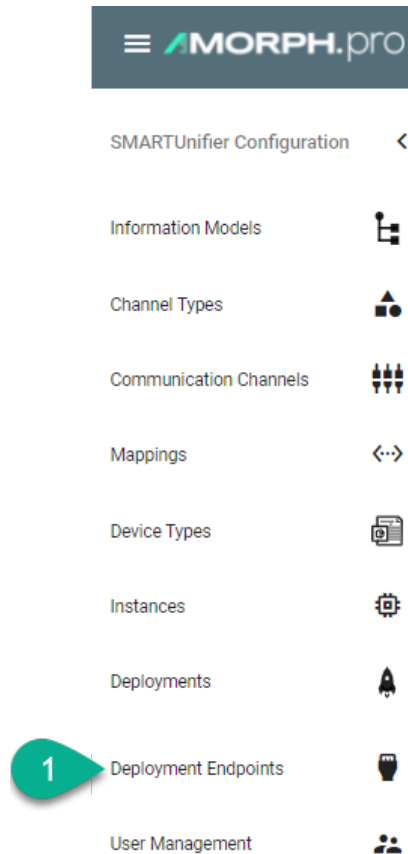 AMORPH.pro
SMARTUnifier Configuration
Information Models
Channel Types
Communication Channels
Mappings
Device Types
Instances
Deployments
1 Deployment Endpoints
User Management